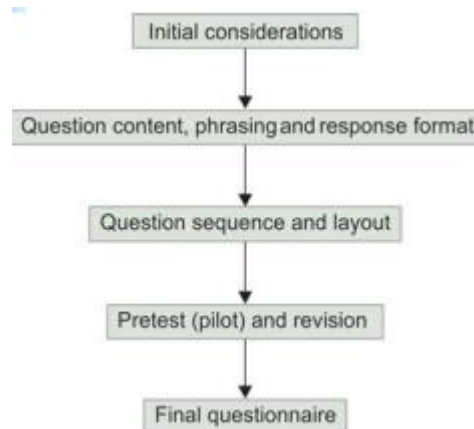 Initial considerations
Question content, phrasing and response format
Question sequence and layout
Pretest (pilot) and revision
Final questionnaire